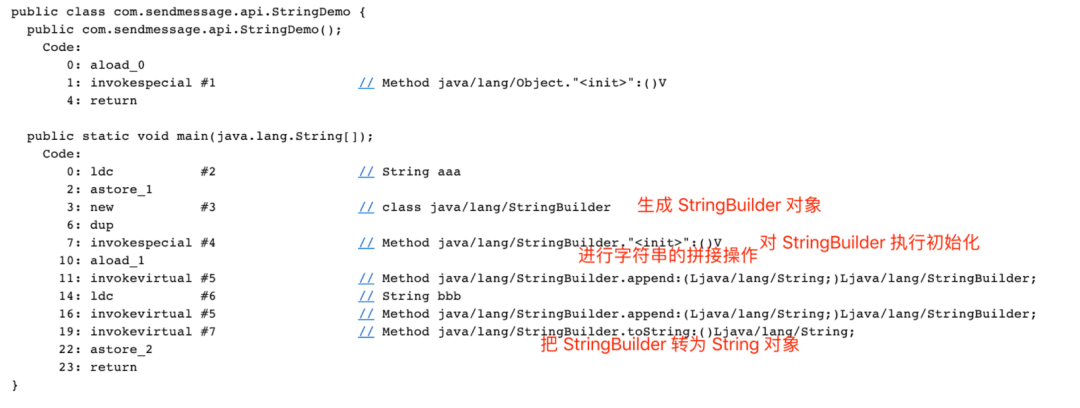 public class com.sendmessage.api.StringDemo {
  public com.sendmessage.api.StringDemo();
    Code:
       0: aload_0
       1: invokespecial #1                  // Method java/lang/Object."<init>":()V
       4: return

  public static void main(java.lang.String[]);
    Code:
       0: ldc           #2                  // String aaa
       2: astore_1
       3: new           #3                  // class java/lang/StringBuilder 生成 StringBuilder 对象
       6: dup
       7: invokespecial #4                  // Method java/lang/StringBuilder."<init>":()V 对 StringBuilder 执行初始化
      10: aload_1 进行字符串的拼接操作
      11: invokevirtual #5                  // Method java/lang/StringBuilder.append:(Ljava/lang/String;)Ljava/lang/StringBuilder;
      14: ldc           #6                  // String bbb
      16: invokevirtual #5                  // Method java/lang/StringBuilder.append:(Ljava/lang/String;)Ljava/lang/StringBuilder;
      19: invokevirtual #7                  // Method java/lang/StringBuilder.toString:()Ljava/lang/String;
把 StringBuilder 转为 String 对象
      22: astore_2
      23: return
}